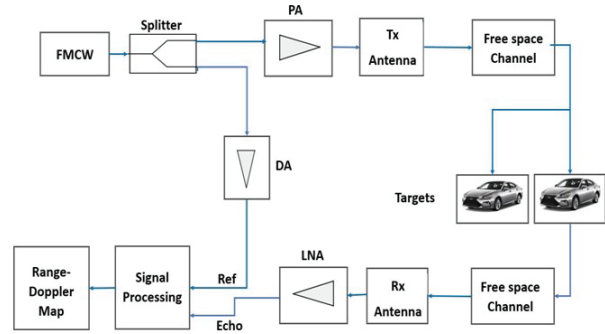 Splitter
PA
FMCW
Tx
Antenna
Free space
Channel
DA
Targets
LNA
Range-
Doppler
Map
Signal
Processing
Ref
Echo
Rx
Antenna
Free space
Channel